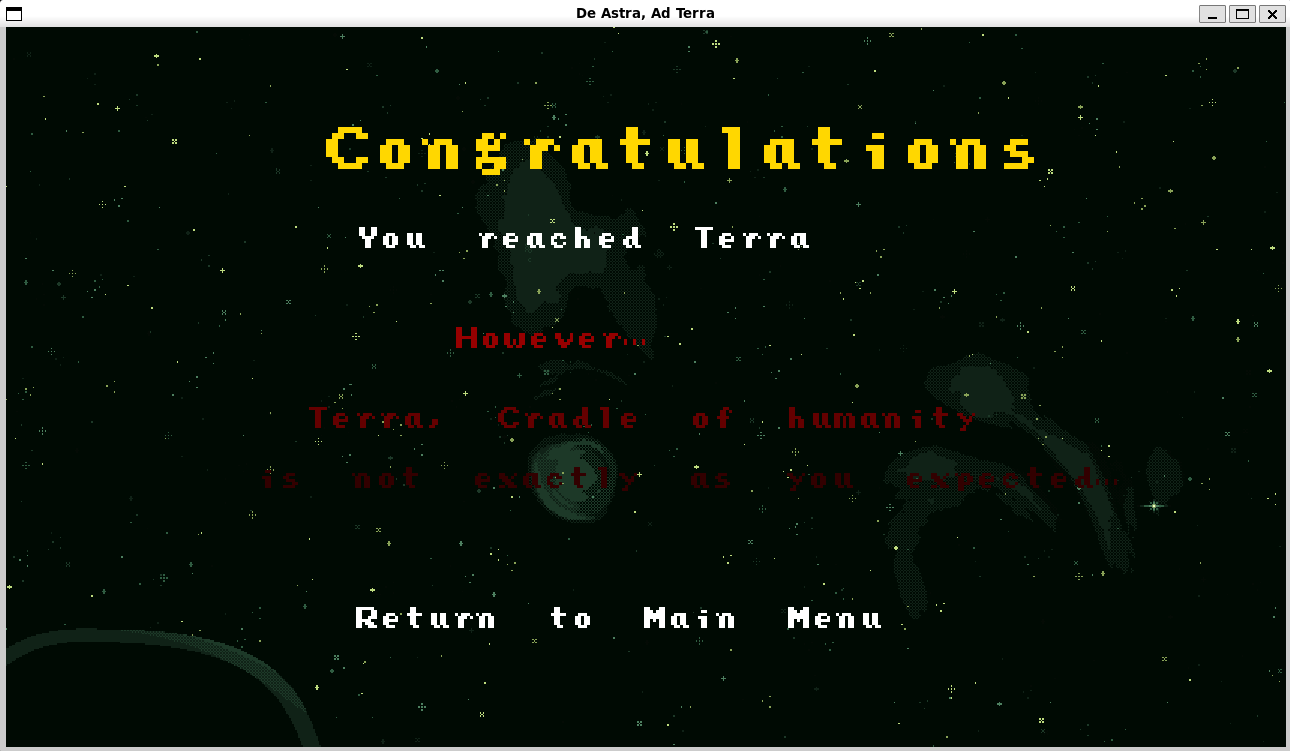 De Astra, Ad Terra
Congratulations
You reached Terra
However...
Terra, Cradle of humanity
is not exactly as you expected...
Return to Main Menu